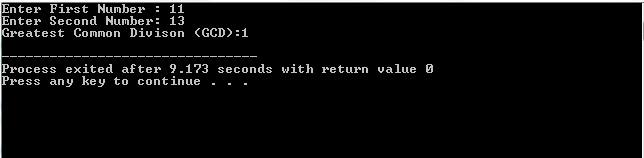 Enter First Number : 11
Enter Second Number: 13
Greatest Common Divison (GCD):1
--------------------------------
Process exited after 9.173 seconds with return value 0
Press any key to continue . . .